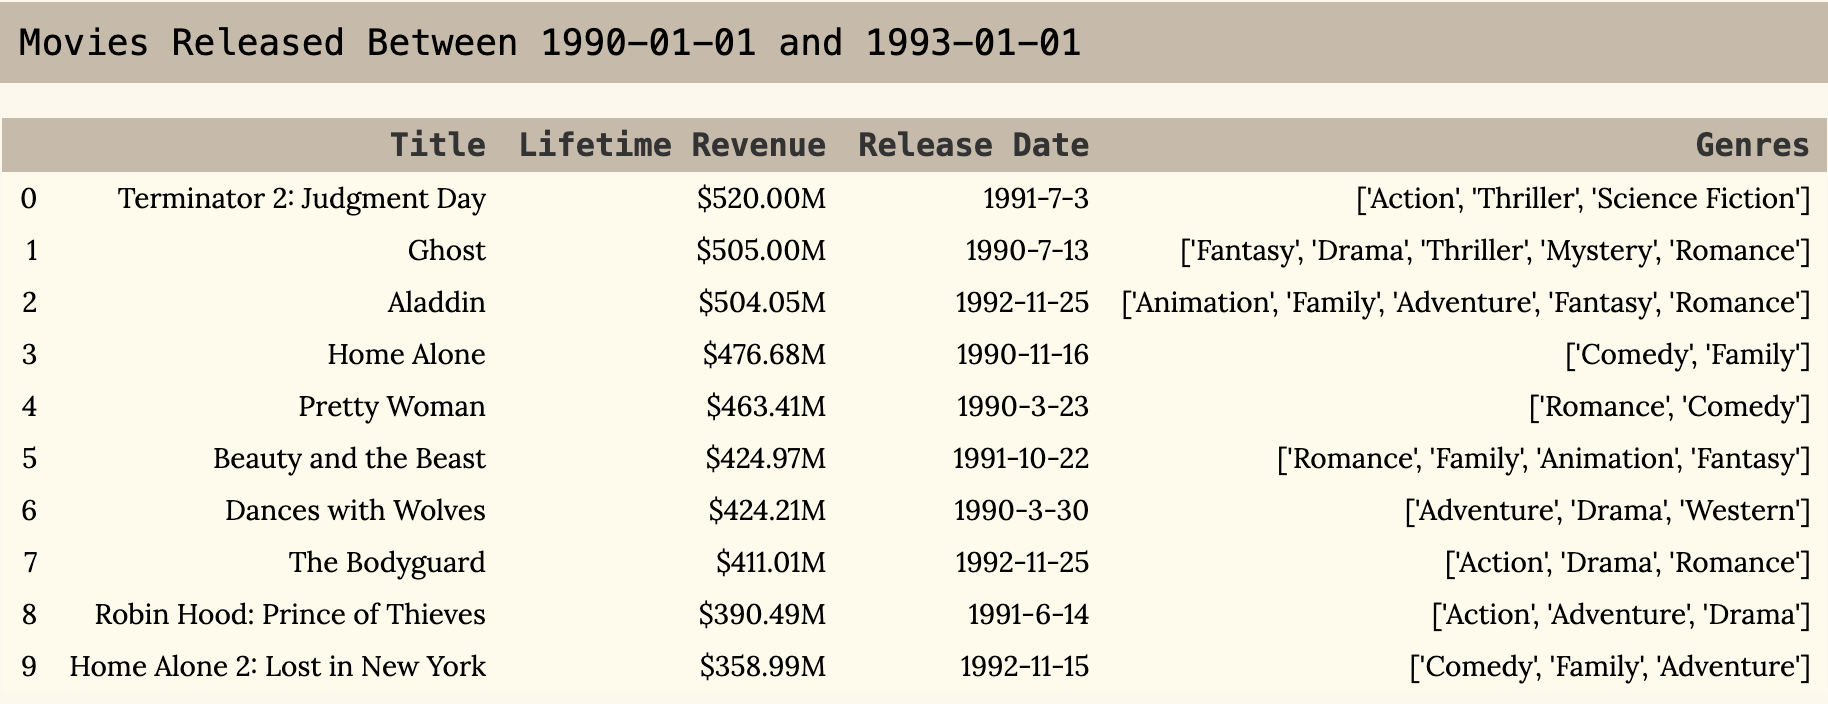 Movies Released Between 1990-01-01 and 1993-01-01
Title Lifetime Revenue Release Date Genres
0 Terminator 2: Judgment Day $520.00M 1991-7-3 ['Action', 'Thriller', 'Science Fiction']
1 Ghost $505.00M 1990-7-13 ['Fantasy', 'Drama', 'Thriller', 'Mystery', 'Romance']
2 Aladdin $504.05M 1992-11-25 ['Animation', 'Family', 'Adventure', 'Fantasy', 'Romance']
3 Home Alone $476.68M 1990-11-16 ['Comedy', 'Family']
4 Pretty Woman $463.41M 1990-3-23 ['Romance', 'Comedy']
5 Beauty and the Beast $424.97M 1991-10-22 ['Romance', 'Family', 'Animation', 'Fantasy']
6 Dances with Wolves $424.21M 1990-3-30 ['Adventure', 'Drama', 'Western']
7 The Bodyguard $411.01M 1992-11-25 ['Action', 'Drama', 'Romance']
8 Robin Hood: Prince of Thieves $390.49M 1991-6-14 ['Action', 'Adventure', 'Drama']
9 Home Alone 2: Lost in New York $358.99M 1992-11-15 ['Comedy', 'Family', 'Adventure']